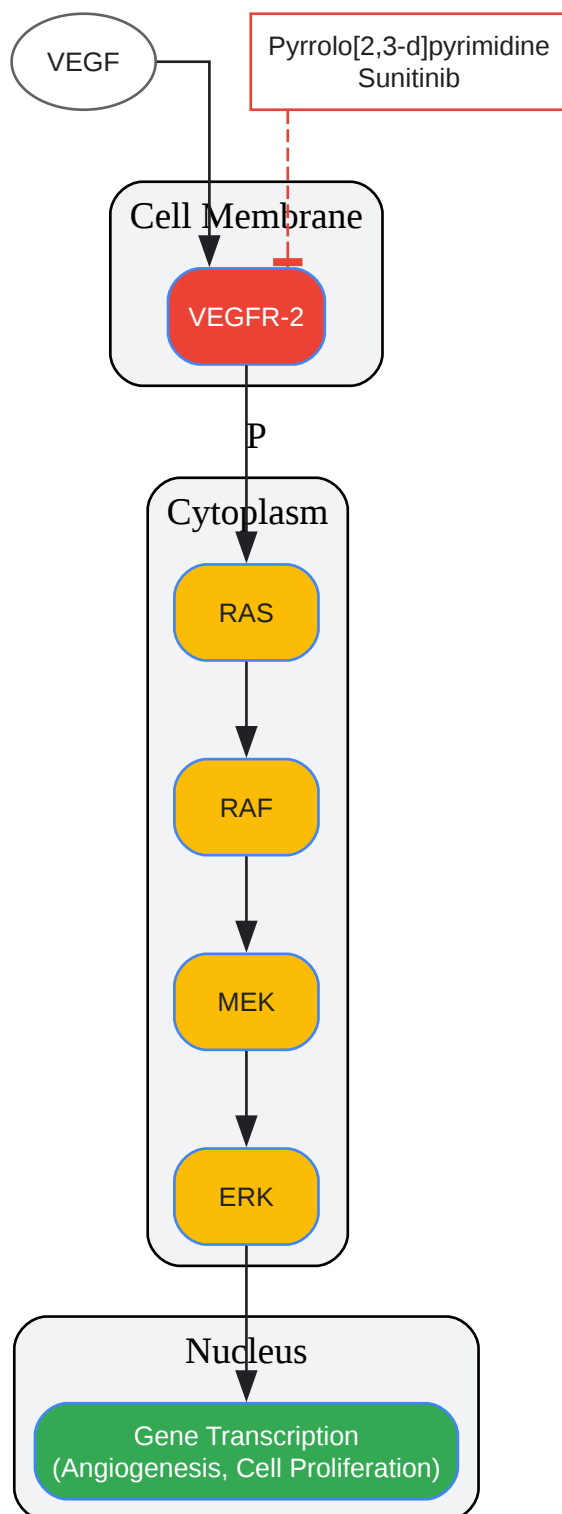 VEGF
Pyrrolo[2,3-d]pyrimidine
Sunitinib
Cell Membrane
VEGFR-2
P
Cytoplasm
RAS
RAF
MEK
ERK
Nucleus
Gene Transcription
(Angiogenesis, Cell Proliferation)